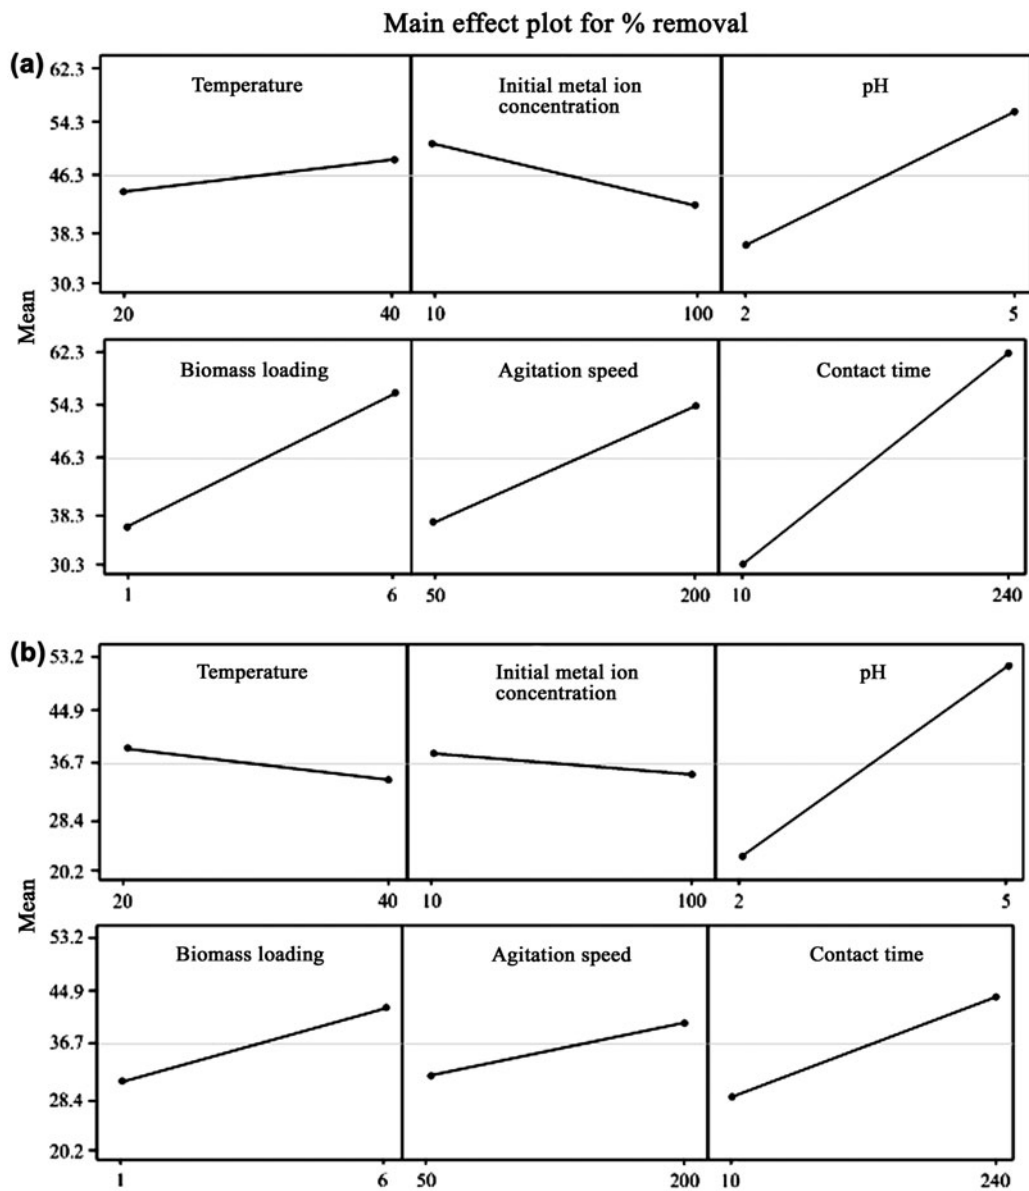 Main effect plot for % removal
(a)
62.3
54.3
46.3
38.3
30.3
Temperature
Initial metal ion
concentration
pH
20
40
10
100
2
5
Mean
62.3
54.3
46.3
38.3
30.3
Biomass loading
Agitation speed
Contact time
1
6
50
200
10
240
(b)
53.2
44.9
36.7
28.4
20.2
Temperature
Initial metal ion
concentration
pH
20
40
10
100
2
5
Mean
53.2
44.9
36.7
28.4
20.2
Biomass loading
Agitation speed
Contact time
1
6
50
200
10
240